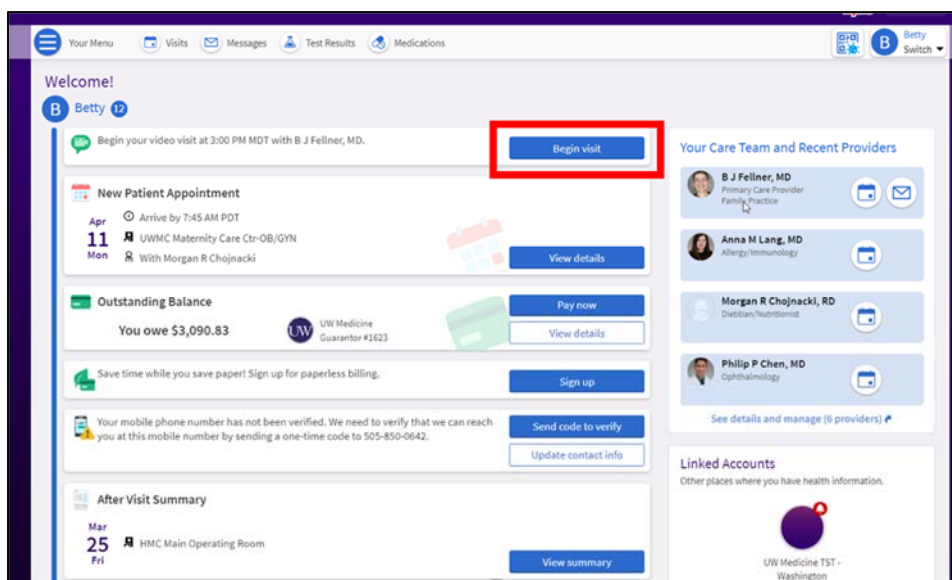 Your Menu
Visits
Messages
Test Results
Medications
B
Betty
Switch
Welcome!
B
Betty 12
Begin your video visit at 3:00 PM MDT with B J Fellner, MD.
Begin visit
New Patient Appointment
Apr
11
Mon
Arrive by 7:45 AM PDT
UWMC Maternity Care Ctr-OB/GYN
With Morgan R Chojnacki
View details
Outstanding Balance
You owe $3,090.83
UW
UW Medicine
Guarantor #1623
Pay now
View details
Save time while you save paper! Sign up for paperless billing.
Sign up
Your mobile phone number has not been verified. We need to verify that we can reach
you at this mobile number by sending a one-time code to 505-850-0642.
Send code to verify
Update contact info
After Visit Summary
Mar
25
Fri
HMC Main Operating Room
View summary
Your Care Team and Recent Providers
B J Fellner, MD
Primary Care Provider
Family Practice
Anna M Lang, MD
Allergy/Immunology
Morgan R Chojnacki, RD
Dietitian/Nutritionist
Philip P Chen, MD
Ophthalmology
See details and manage (6 providers)
Linked Accounts
Other places where you have health information.
UW Medicine TST -
Washington